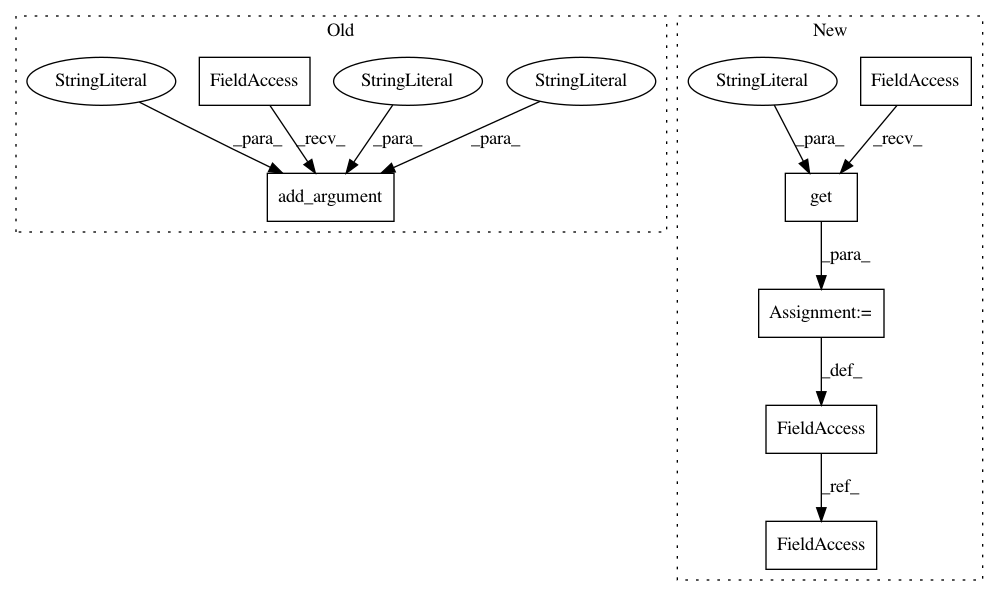 Old
New
StringLiteral
FieldAccess
StringLiteral
StringLiteral
StringLiteral
FieldAccess
_para_
_recv_
_para_
_para_
_para_
_recv_
add_argument
get
_para_
Assignment:=
_def_
FieldAccess
_ref_
FieldAccess